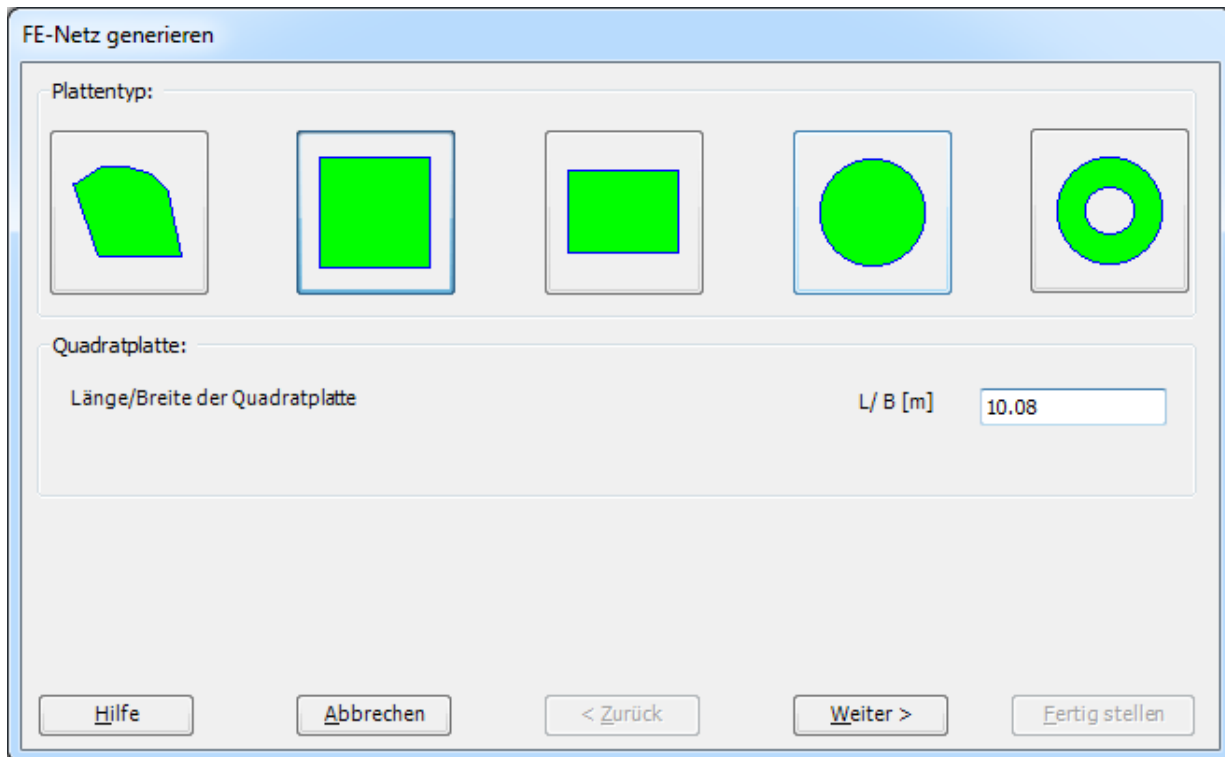 FE-Netz generieren
Plattentyp:
Quadratplatte:
Länge/Breite der Quadratplatte
L/ B [m]
10.08
Hilfe
Abbrechen
< Zurück
Weiter >
Fertig stellen